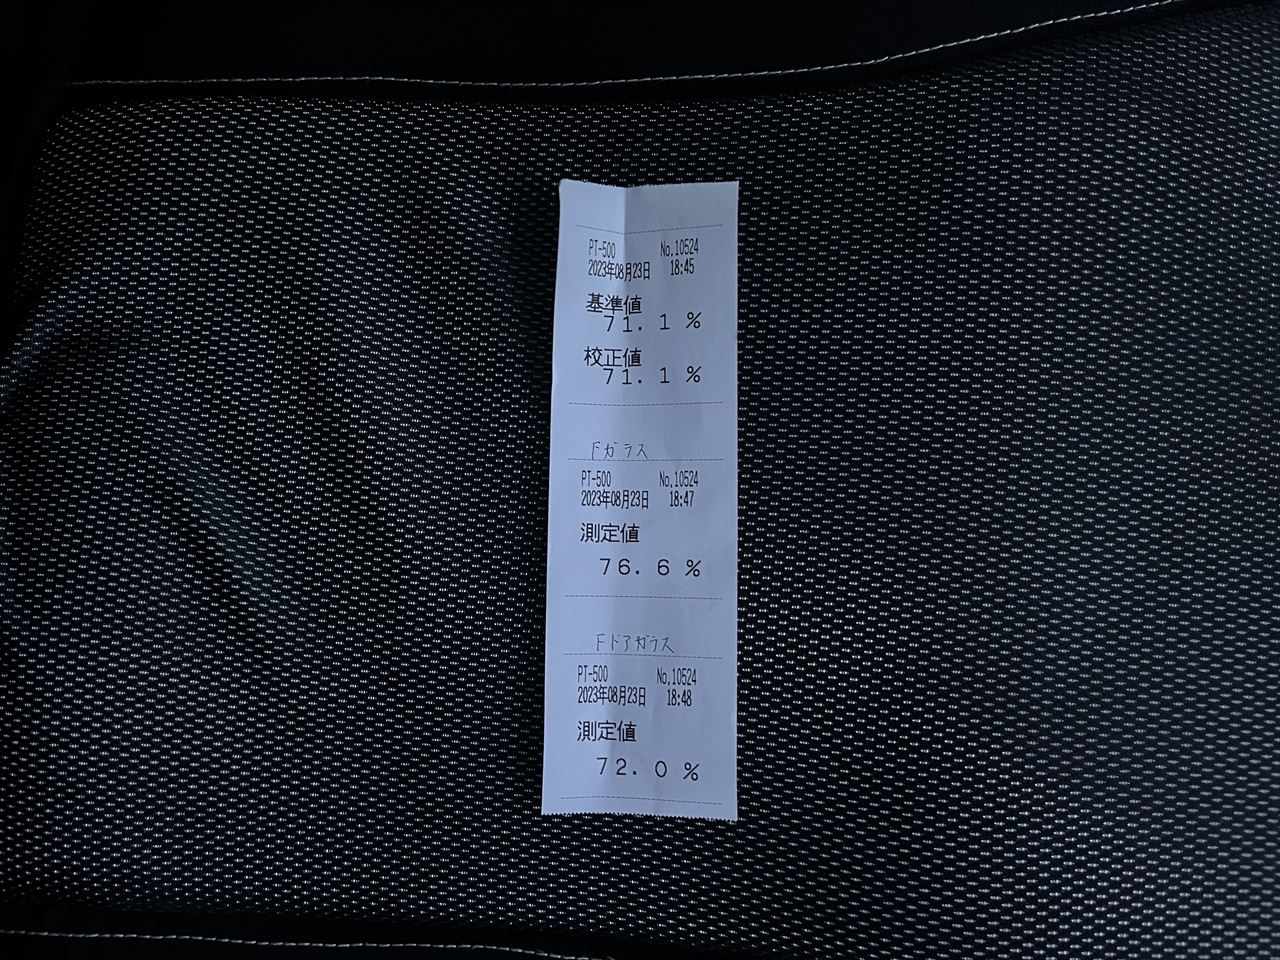 PT-500 No.10524
2023年08月23日 18:45
基準値
71.1 %
校正値
71.1 %
Fガラス
PT-500 No.10524
2023年08月23日 18:47
測定値
76.6 %
Fドアガラス
PT-500 No.10524
2023年08月23日 18:48
測定値
72.0 %